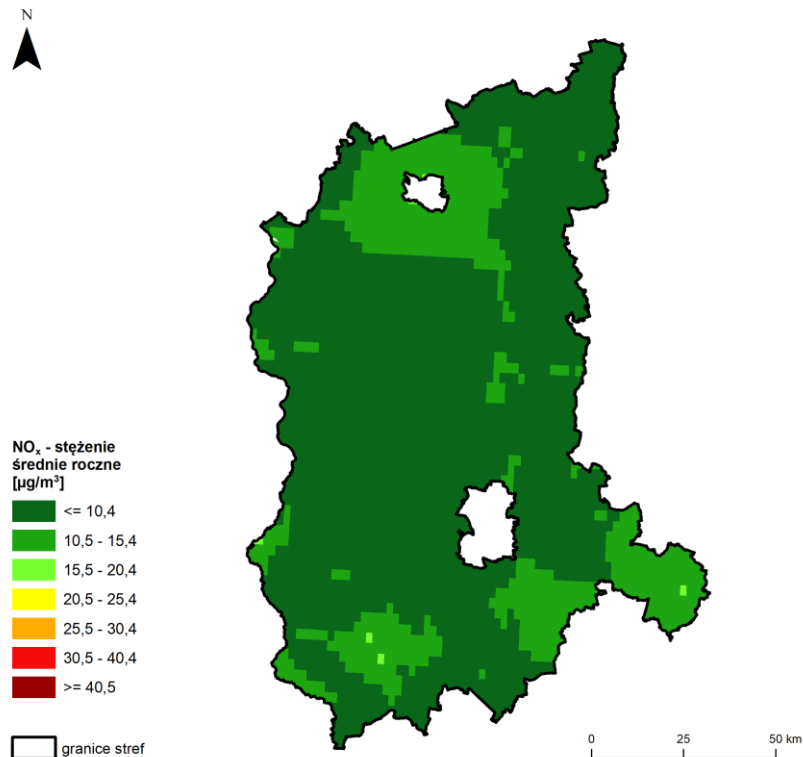 N
NOₓ - stężenie
średnie roczne
[µg/m³]
<= 10,4
10,5 - 15,4
15,5 - 20,4
20,5 - 25,4
25,5 - 30,4
30,5 - 40,4
>= 40,5
granice stref
0 25 50 km